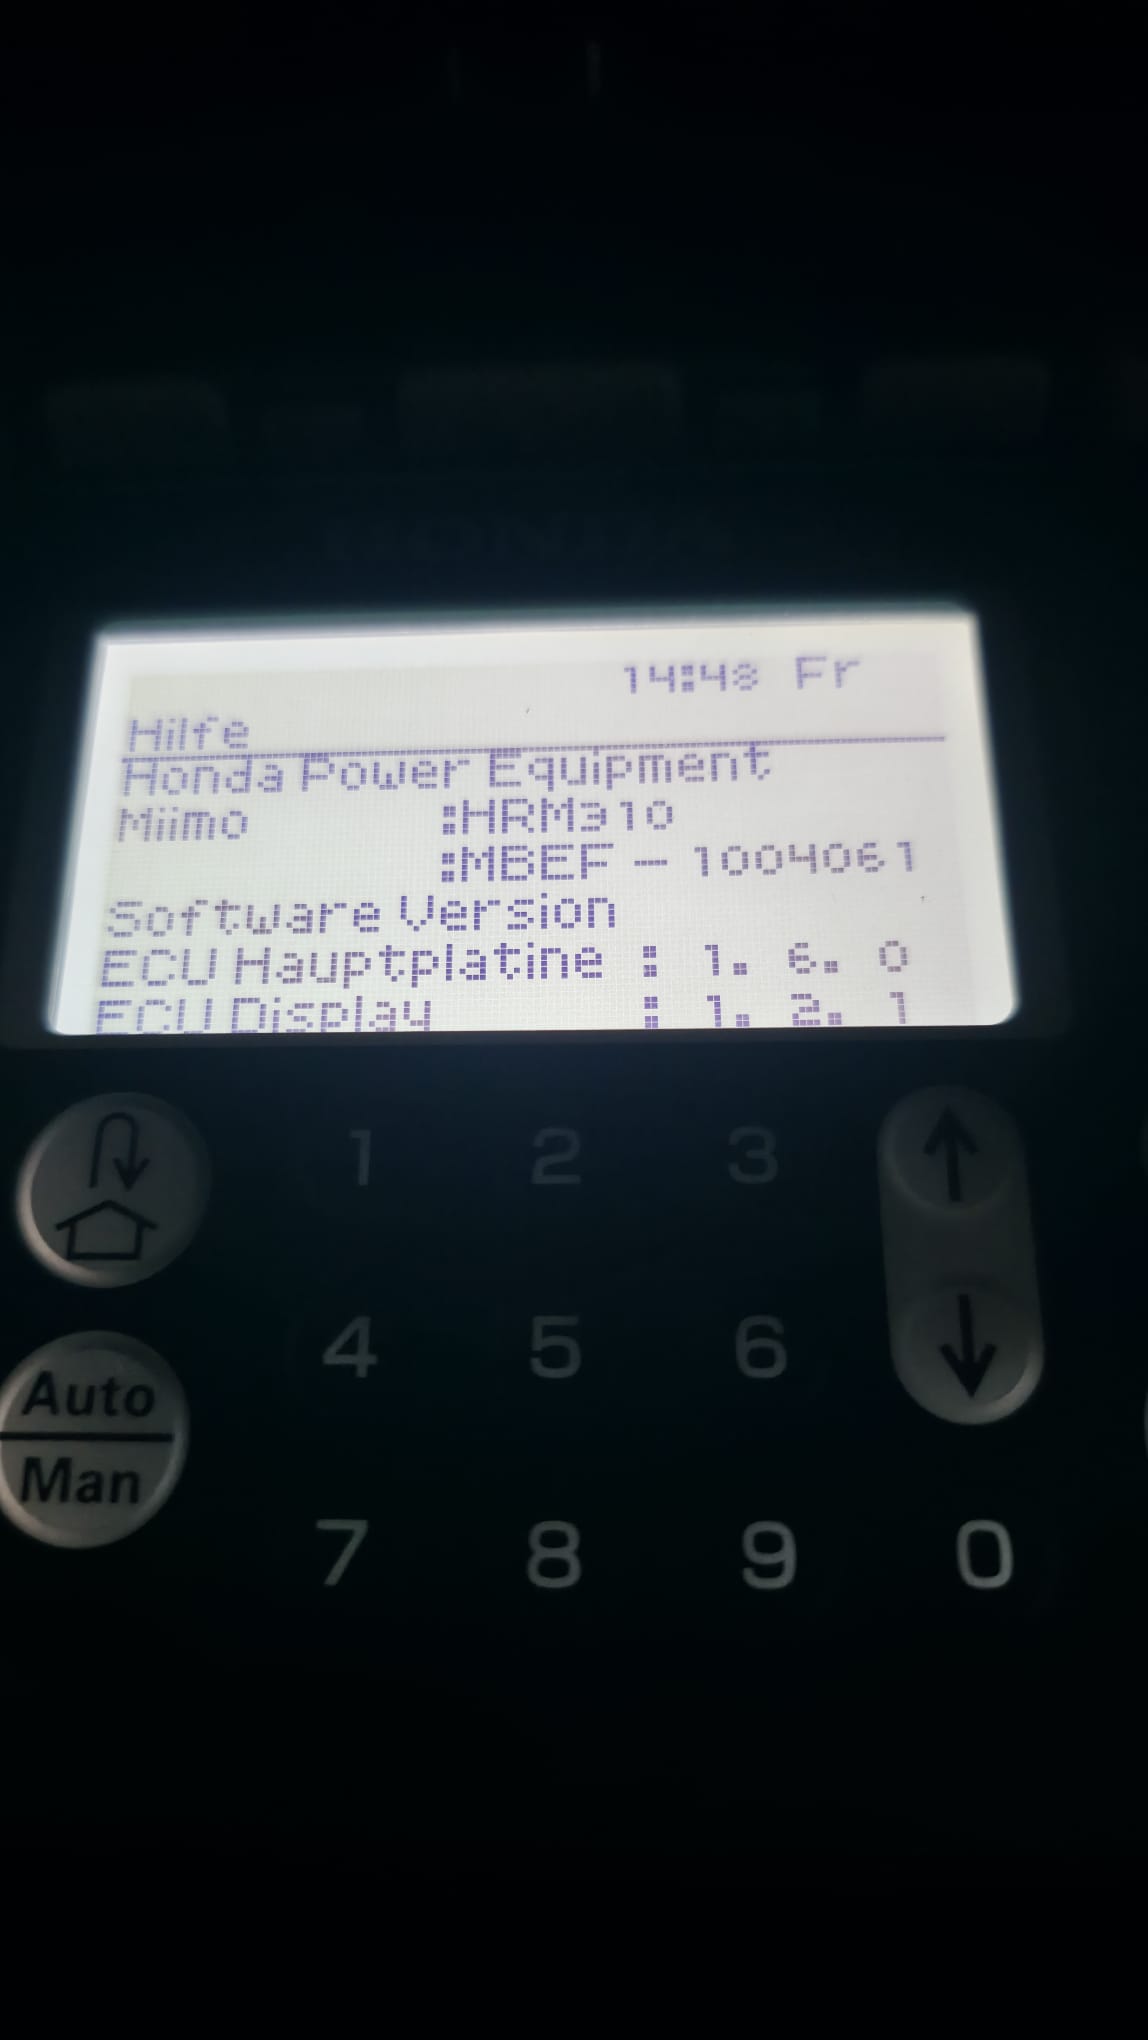 14:48 Fr
Hilfe
Honda Power Equipment
Miimo :HRM310
:MBEF - 1004061
Software Version
ECU Hauptplatine : 1. 6. 0
ECU Display : 1. 2. 1
1 2 3
4 5 6
Auto
Man
7 8 9 0